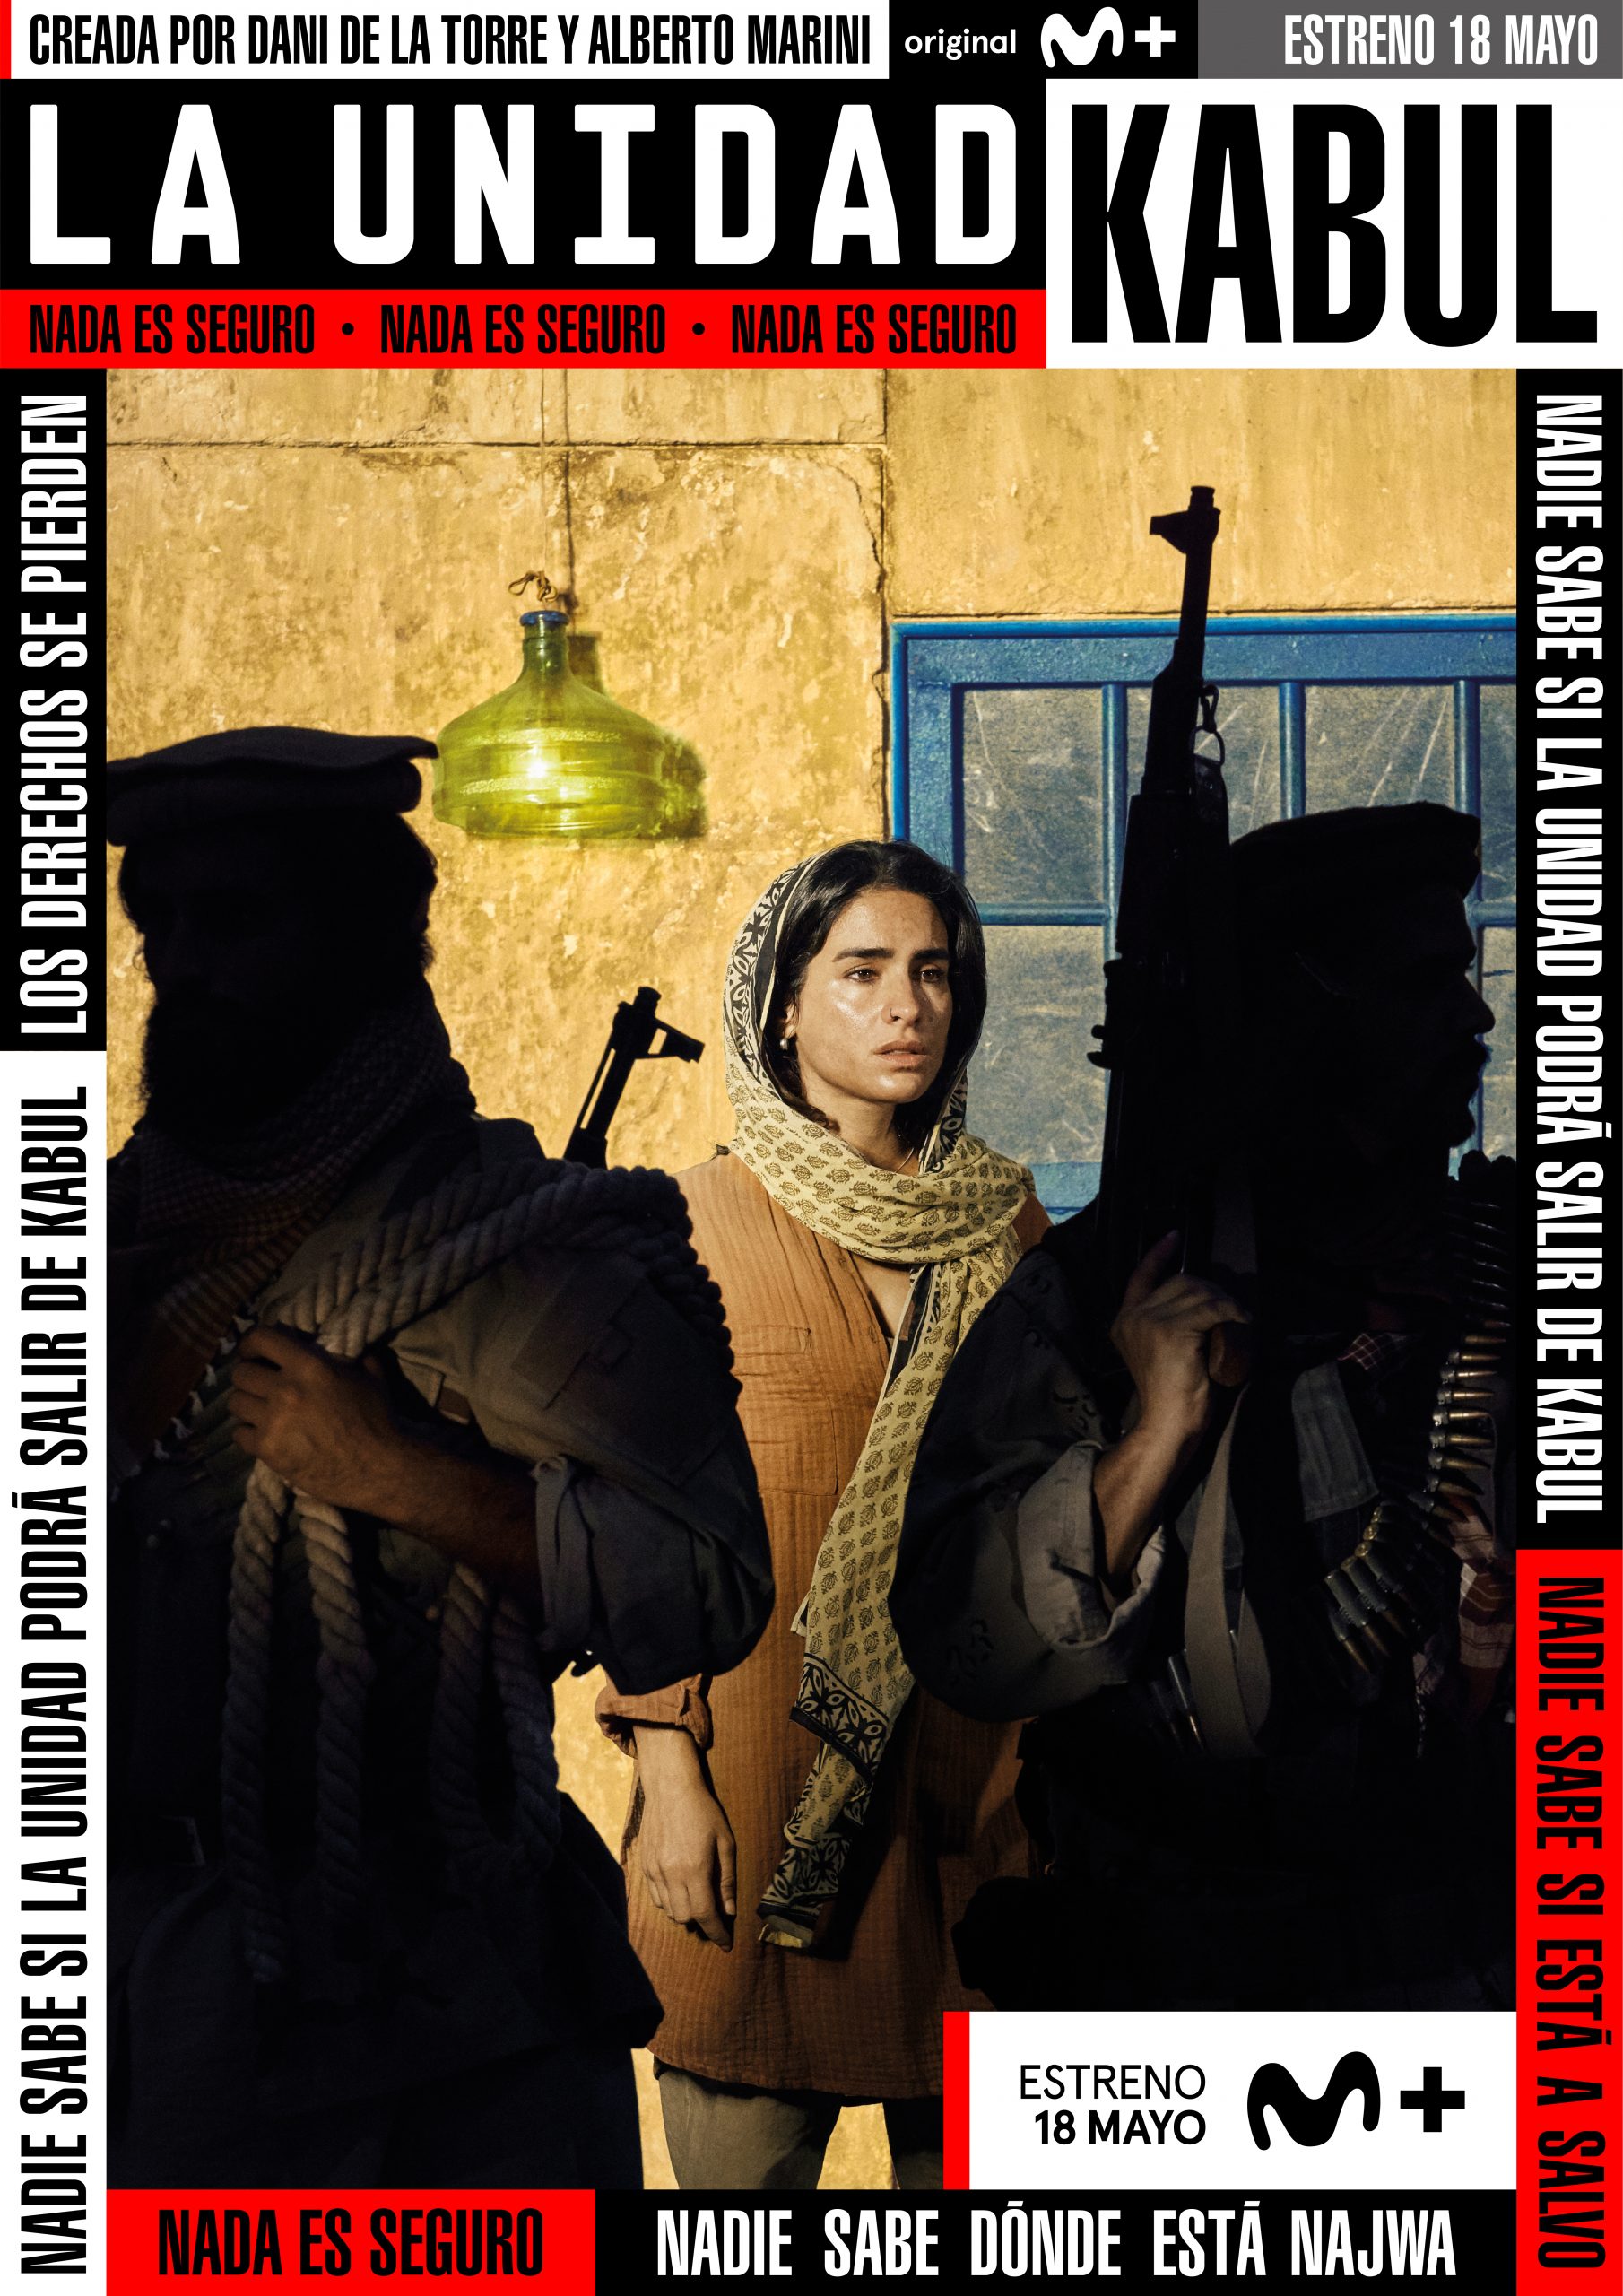 CREADA POR DANI DE LA TORRE Y ALBERTO MARINI
original M+
ESTRENO 18 MAYO
LA UNIDAD
KABUL
NADA ES SEGURO • NADA ES SEGURO • NADA ES SEGURO
LOS DERECHOS SE PIERDEN
NADIE SABE SI LA UNIDAD PODRÁ SALIR DE KABUL
NADIE SABE SI LA UNIDAD PODRÁ SALIR DE KABUL
NADIE SABE SI ESTÁ A SALVO
ESTRENO
18 MAYO
M+
NADA ES SEGURO
NADIE SABE DÓNDE ESTÁ NAJWA